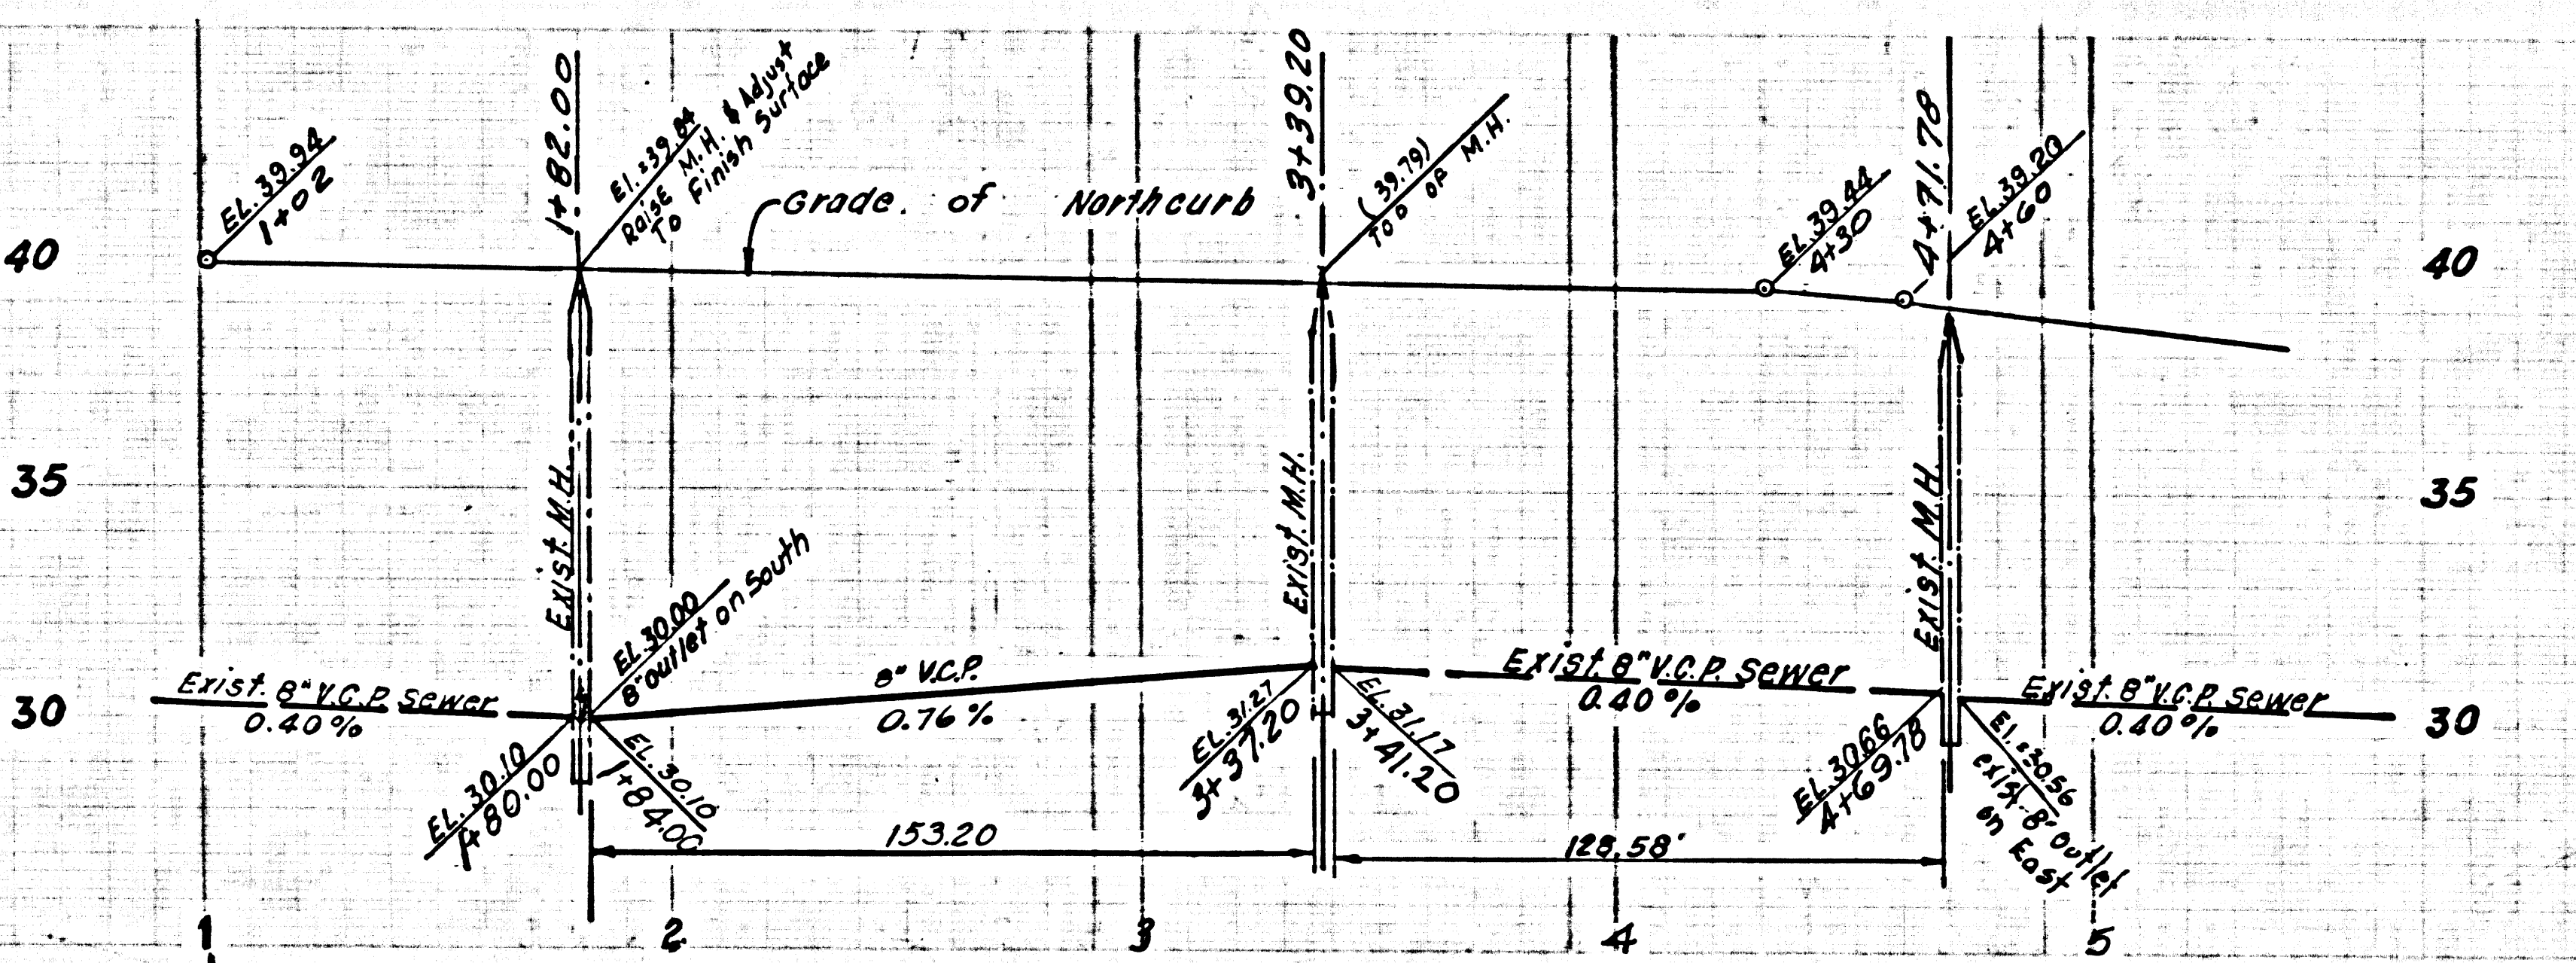 EL. 39.94
1+02
1+82.00
El.=39.84
Raise M.H. & Adjust
To Finish Surface
Grade. of Northcurb
3+39.20
(39.79)
Top OF M.H.
EL. 39.44
4+30
4+71.78
EL. 39.20
4+60
40
40
35
35
30
30
Exist. M.H.
Exist. M.H.
Exist. M.H.
EL. 30.00
8" outlet on South
Exist. 8" V.C.P. Sewer
0.40 %
8" V.C.P.
0.76 %
Exist. 8" V.C.P. Sewer
0.40 %
Exist. 8" V.C.P. Sewer
0.40 %
EL. 30.10
1+80.00
EL. 30.10
1+84.00
EL. 31.27
3+37.20
EL. 31.17
3+41.20
EL. 30.66
4+69.78
El.=30.56
exist. 8" outlet
on East
153.20
128.58'
1
2
3
4
5